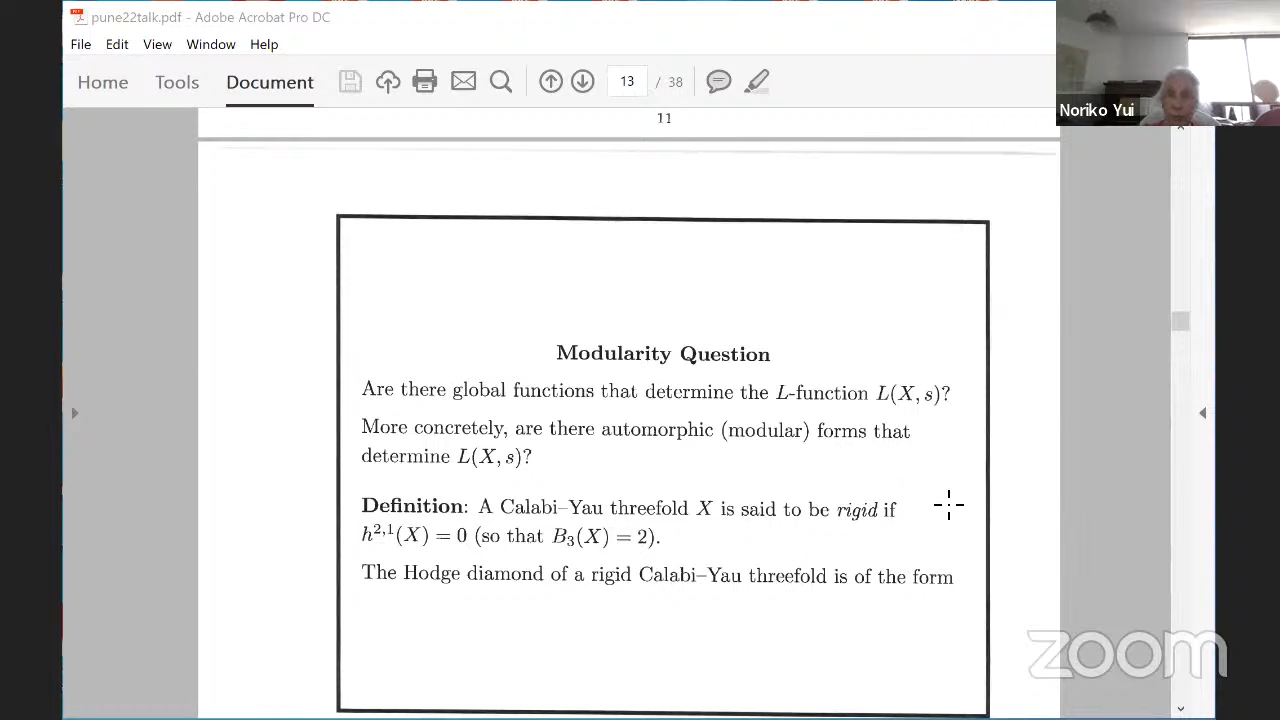 pune22talk.pdf - Adobe Acrobat Pro DC
File Edit View Window Help
Home Tools Document 13 / 38
Noriko Yui
11
Modularity Question
Are there global functions that determine the L-function L(X, s)?
More concretely, are there automorphic (modular) forms that
determine L(X, s)?
Definition: A Calabi–Yau threefold X is said to be rigid if
h^{2,1}(X) = 0 (so that B_3(X) = 2).
The Hodge diamond of a rigid Calabi–Yau threefold is of the form
zoom